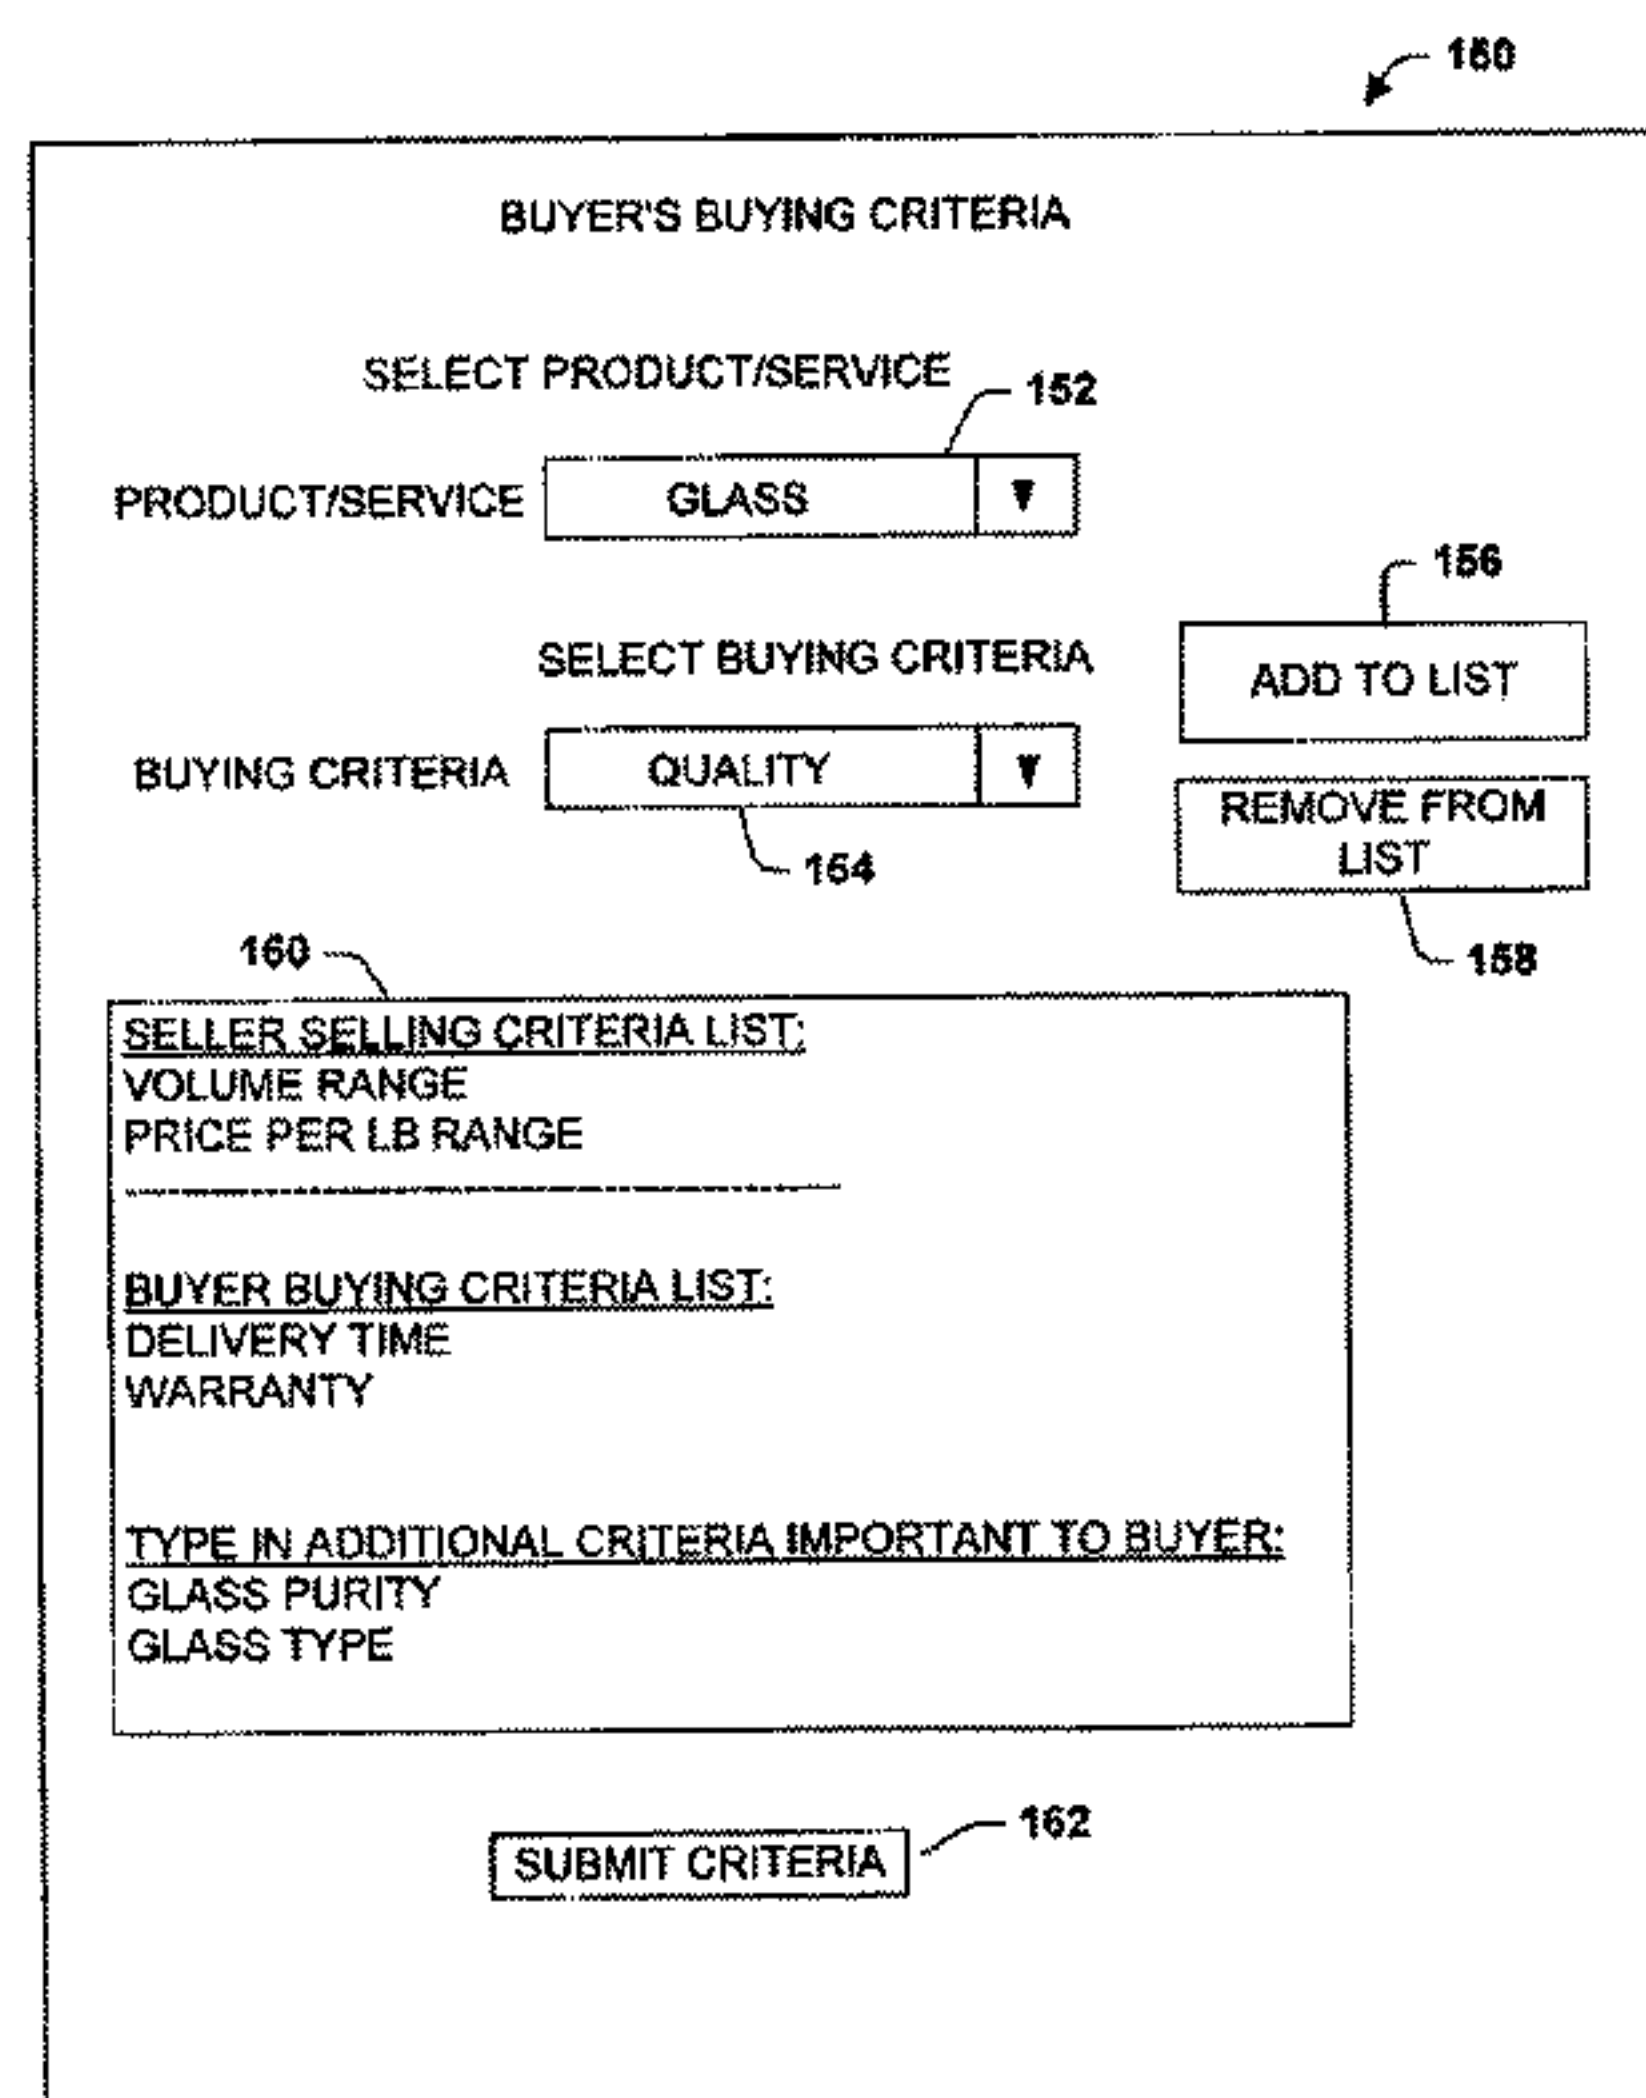 150
BUYER'S BUYING CRITERIA
SELECT PRODUCT/SERVICE
152
PRODUCT/SERVICE GLASS
156
SELECT BUYING CRITERIA
ADD TO LIST
BUYING CRITERIA QUALITY
REMOVE FROM
LIST
154
158
160
SELLER SELLING CRITERIA LIST:
VOLUME RANGE
PRICE PER LB RANGE
BUYER BUYING CRITERIA LIST:
DELIVERY TIME
WARRANTY
TYPE IN ADDITIONAL CRITERIA IMPORTANT TO BUYER:
GLASS PURITY
GLASS TYPE
162
SUBMIT CRITERIA